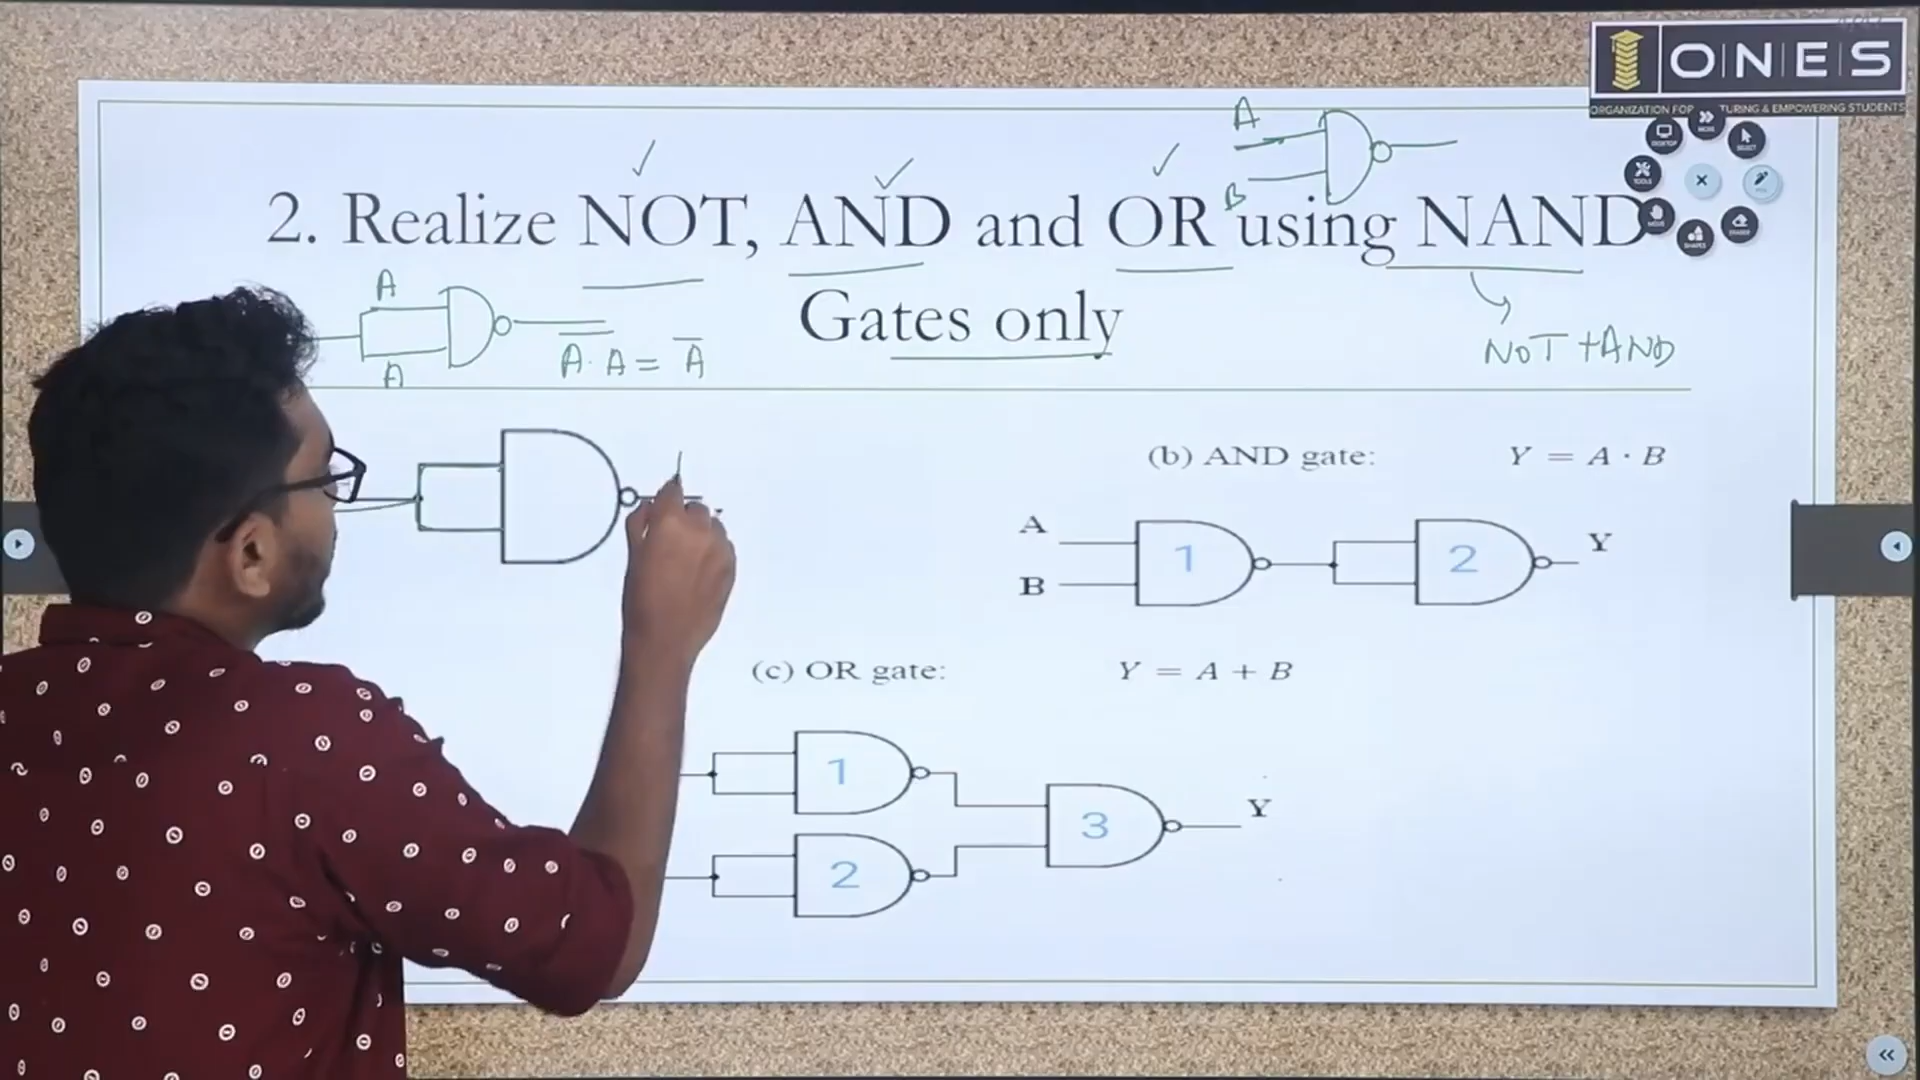 ONES
ORGANIZATION FOR TURING & EMPOWERING STUDENTS
A
B
2. Realize NOT, AND and OR using NAND
Gates only
A
A
A · A = A̅
NOT + AND
(b) AND gate: Y = A · B
A
B
1
2
Y
(c) OR gate: Y = A + B
1
2
3
Y